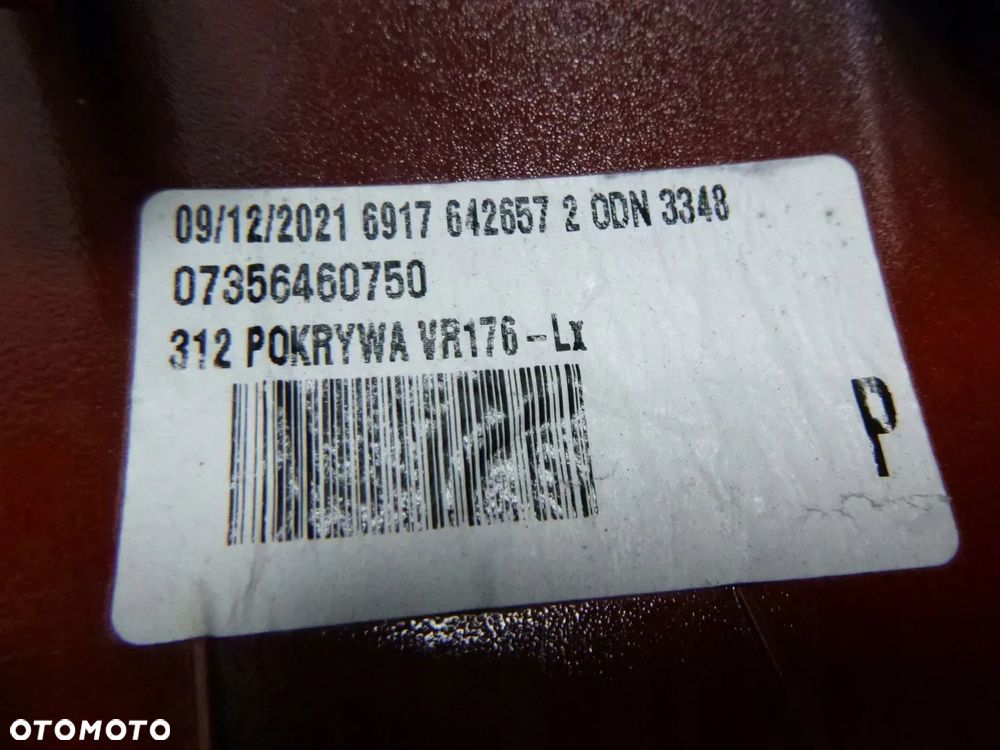 09/12/2021 6917 642657 2 ODN 3348
07356460750
312 POKRYWA VR176-Lx
P
OTOMOTO